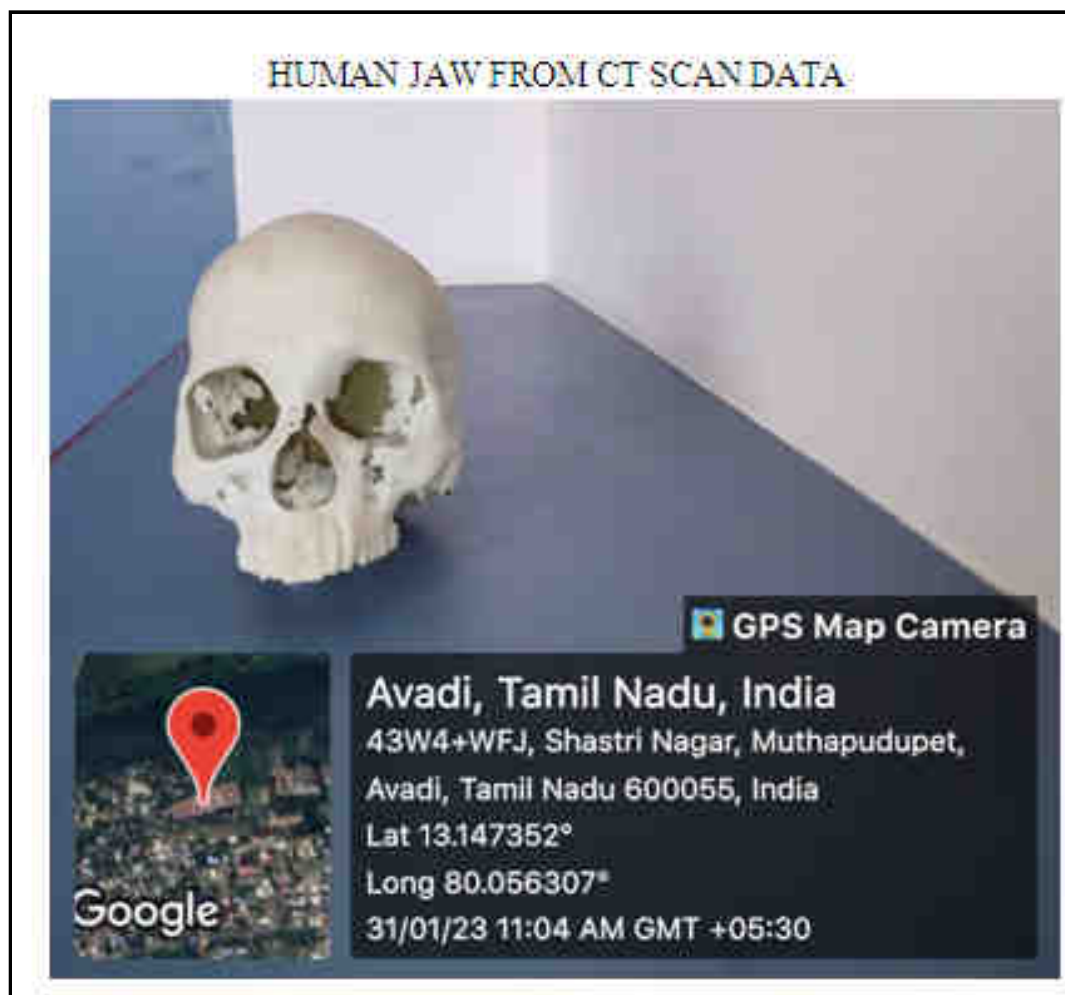 HUMAN JAW FROM CT SCAN DATA
GPS Map Camera
Avadi, Tamil Nadu, India
43W4+WFJ, Shastri Nagar, Muthapudupet,
Avadi, Tamil Nadu 600055, India
Lat 13.147352°
Long 80.056307°
31/01/23 11:04 AM GMT +05:30
Google